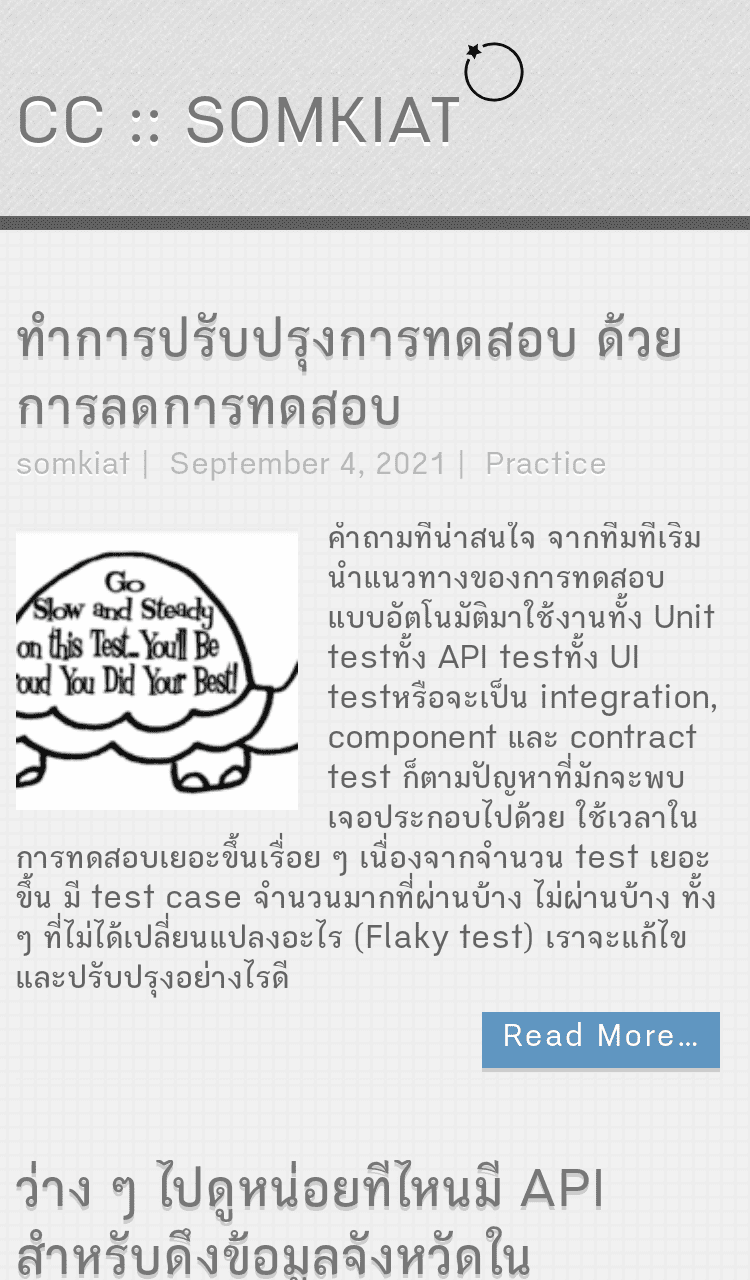 CC :: SOMKIAT
ทำการปรับปรุงการทดสอบ ด้วย
การลดการทดสอบ
somkiat | September 4, 2021 | Practice
Go
Slow and Steady
on this Test... You'll Be
oud You Did Your Best!
คำถามที่น่าสนใจ จากทีมที่เริ่ม
นำแนวทางของการทดสอบ
แบบอัตโนมัติมาใช้งานทั้ง Unit
testทั้ง API testทั้ง UI
testหรือจะเป็น integration,
component และ contract
test ก็ตามปัญหาที่มักจะพบ
เจอประกอบไปด้วย ใช้เวลาใน
การทดสอบเยอะขึ้นเรื่อย ๆ เนื่องจากจำนวน test เยอะ
ขึ้น มี test case จำนวนมากที่ผ่านบ้าง ไม่ผ่านบ้าง ทั้ง
ๆ ที่ไม่ได้เปลี่ยนแปลงอะไร (Flaky test) เราจะแก้ไข
และปรับปรุงอย่างไรดี
Read More…
ว่าง ๆ ไปดูหน่อยที่ไหนมี API
สำหรับดึงข้อมูลจังหวัดใน